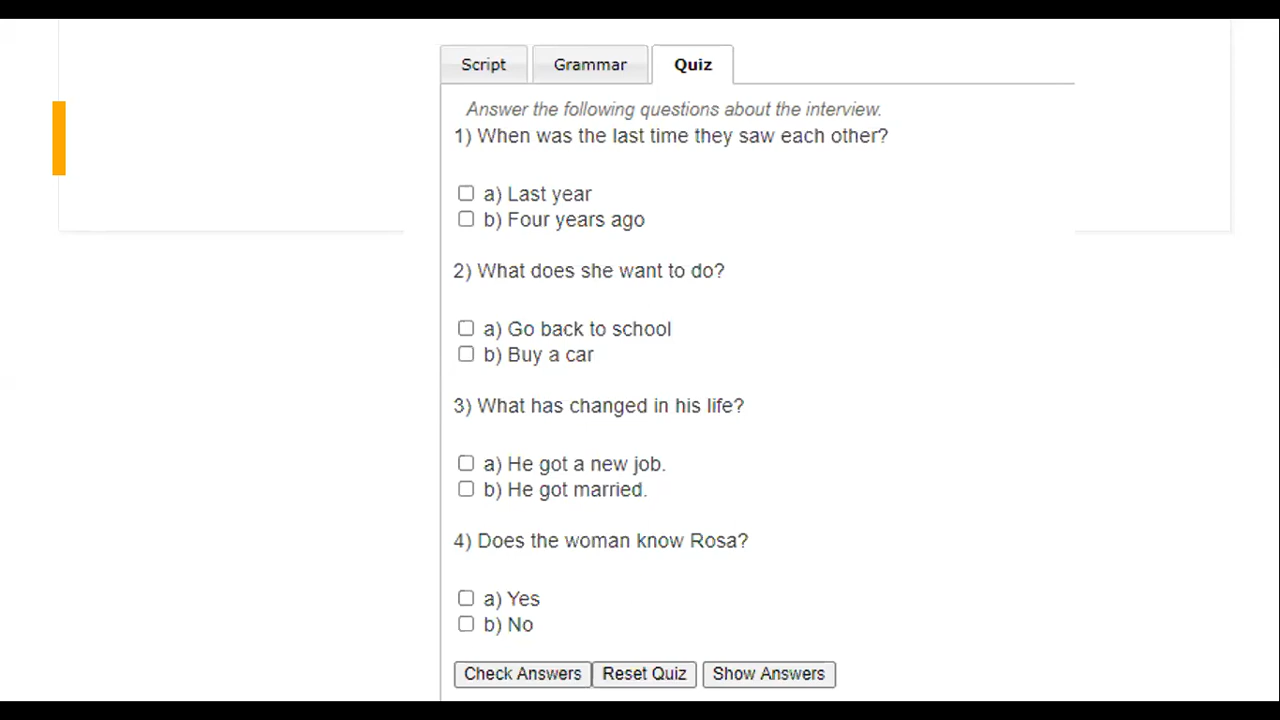 Script Grammar Quiz
Answer the following questions about the interview.
1) When was the last time they saw each other?
a) Last year
b) Four years ago
2) What does she want to do?
a) Go back to school
b) Buy a car
3) What has changed in his life?
a) He got a new job.
b) He got married.
4) Does the woman know Rosa?
a) Yes
b) No
Check Answers Reset Quiz Show Answers